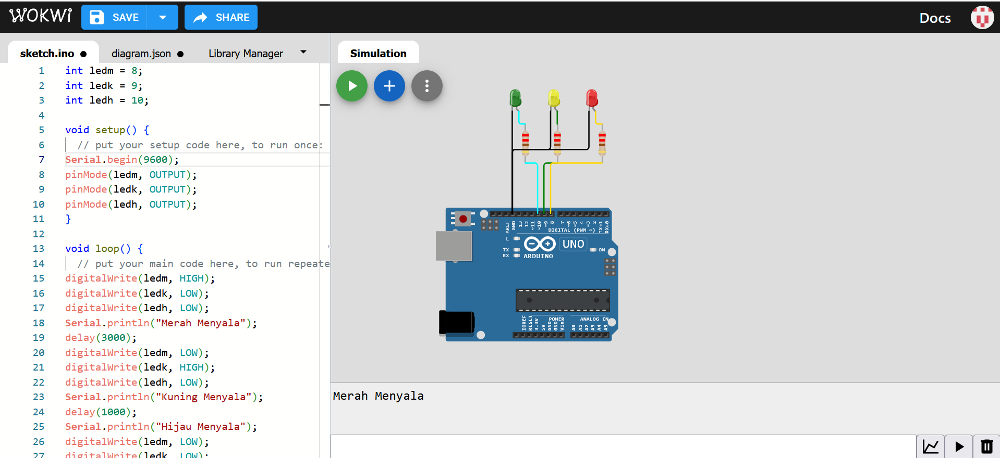 WOKWi
SAVE
SHARE
Docs
sketch.ino
diagram.json
Library Manager
1 int ledm = 8;
2 int ledk = 9;
3 int ledh = 10;
4
5 void setup() {
6 // put your setup code here, to run once:
7 Serial.begin(9600);
8 pinMode(ledm, OUTPUT);
9 pinMode(ledk, OUTPUT);
10 pinMode(ledh, OUTPUT);
11 }
12
13 void loop() {
14 // put your main code here, to run repeate
15 digitalWrite(ledm, HIGH);
16 digitalWrite(ledk, LOW);
17 digitalWrite(ledh, LOW);
18 Serial.println("Merah Menyala");
19 delay(3000);
20 digitalWrite(ledm, LOW);
21 digitalWrite(ledk, HIGH);
22 digitalWrite(ledh, LOW);
23 Serial.println("Kuning Menyala");
24 delay(1000);
25 Serial.println("Hijau Menyala");
26 digitalWrite(ledm, LOW);
27 digitalWrite(ledk, LOW);
Simulation
AREF GND 13 12 ~11 ~10 ~9 8 7 ~6 ~5 4 ~3 2 TX→1 RX←0
DIGITAL (PWM ~)
L
TX
RX
ARDUINO
UNO
ON
IOREF RESET 3.3V 5V GND GND Vin
POWER
ANALOG IN
A0 A1 A2 A3 A4 A5
Merah Menyala